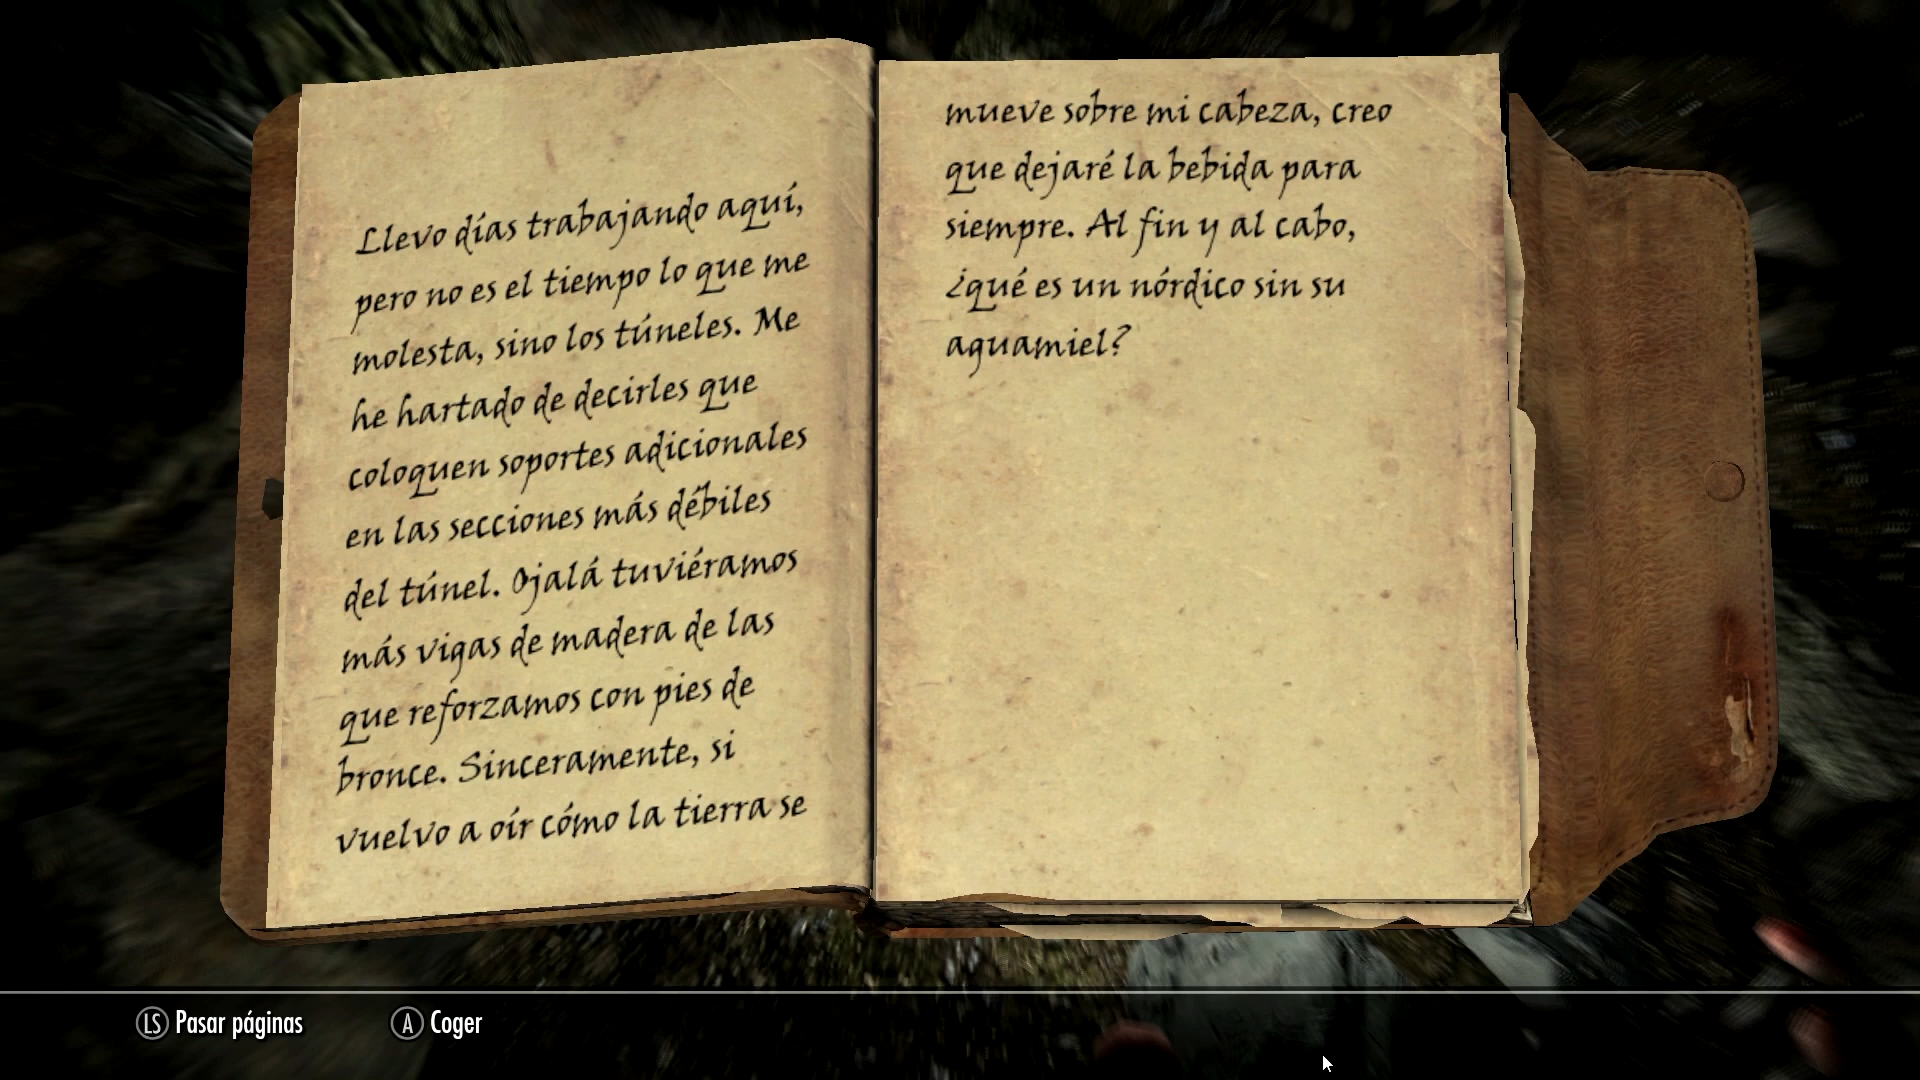 Llevo días trabajando aquí,
pero no es el tiempo lo que me
molesta, sino los túneles. Me
he hartado de decirles que
coloquen soportes adicionales
en las secciones más débiles
del túnel. Ojalá tuviéramos
más vigas de madera de las
que reforzamos con pies de
bronce. Sinceramente, si
vuelvo a oír cómo la tierra se
mueve sobre mi cabeza, creo
que dejaré la bebida para
siempre. Al fin y al cabo,
¿qué es un nórdico sin su
aguamiel?
LS Pasar páginas
A Coger